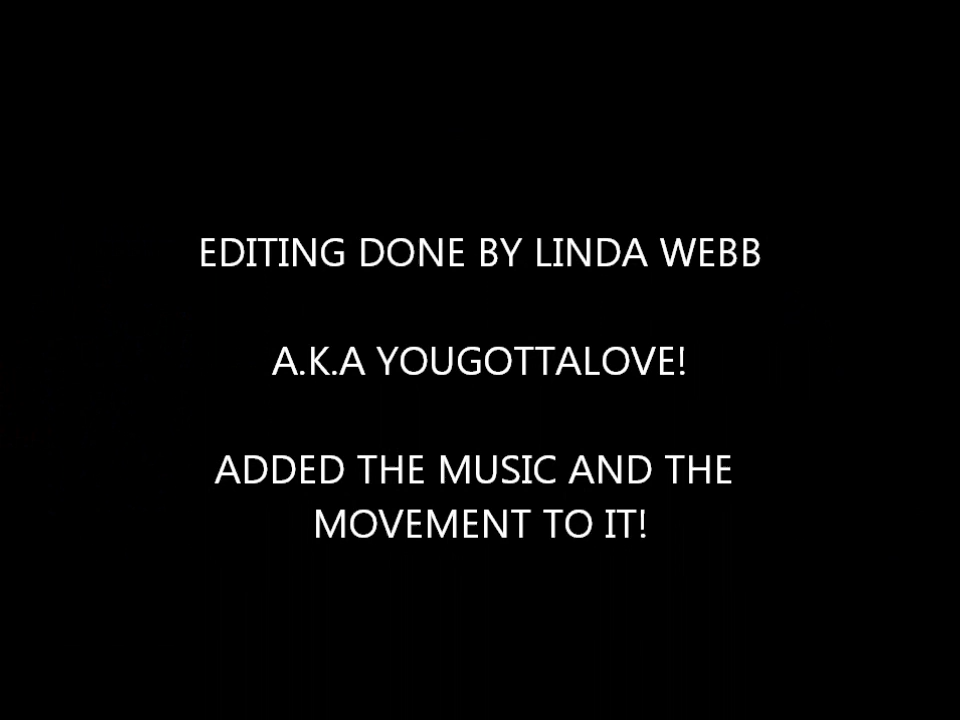 EDITING DONE BY LINDA WEBB
A.K.A YOUGOTTALOVE!
ADDED THE MUSIC AND THE
MOVEMENT TO IT!